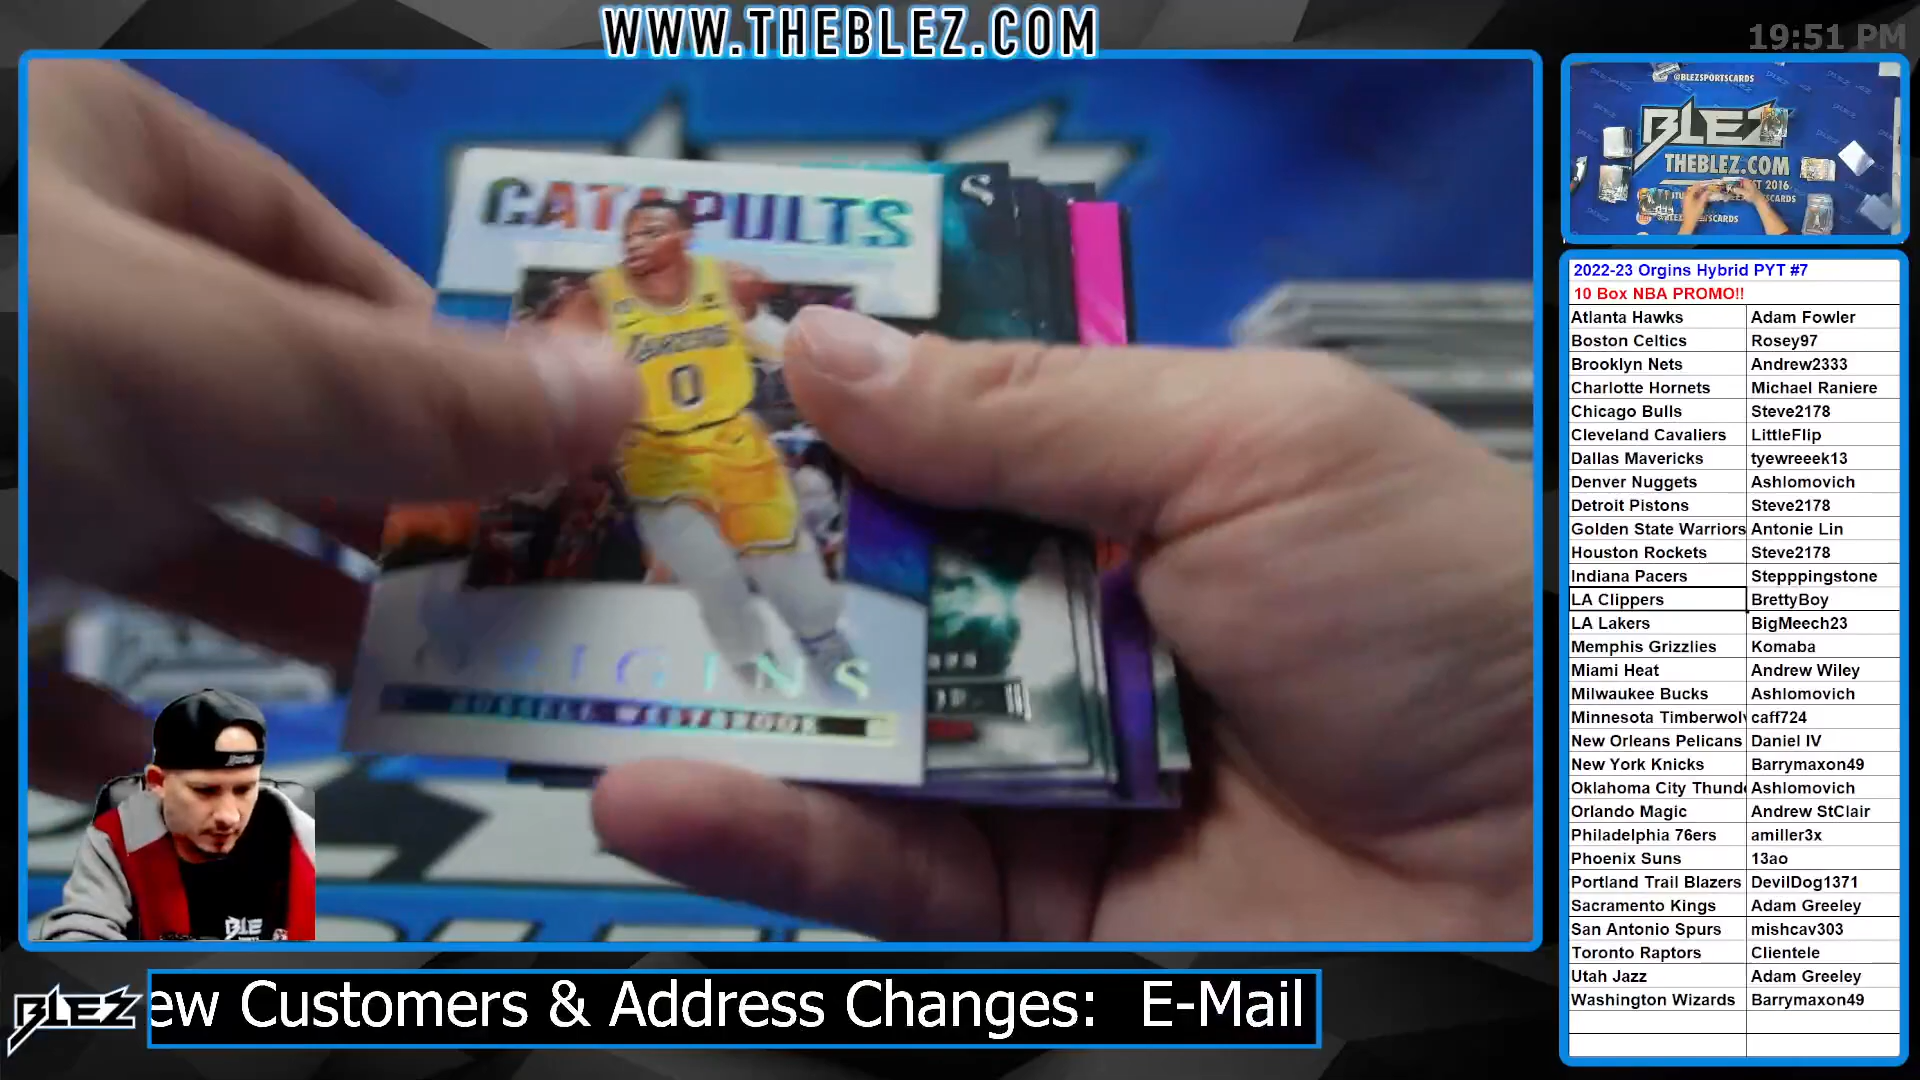 WWW.THEBLEZ.COM
19:51 PM
CATAPULTS
Lakers
0
ORIGINS
RUSSELL WESTBROOK
@BLEZSPORTSCARDS
BLEZ
THEBLEZ.COM
2016
2022-23 Orgins Hybrid PYT #7
10 Box NBA PROMO!!
Atlanta Hawks Adam Fowler
Boston Celtics Rosey97
Brooklyn Nets Andrew2333
Charlotte Hornets Michael Raniere
Chicago Bulls Steve2178
Cleveland Cavaliers LittleFlip
Dallas Mavericks tyewreeek13
Denver Nuggets Ashlomovich
Detroit Pistons Steve2178
Golden State Warriors Antonie Lin
Houston Rockets Steve2178
Indiana Pacers Stepppingstone
LA Clippers BrettyBoy
LA Lakers BigMeech23
Memphis Grizzlies Komaba
Miami Heat Andrew Wiley
Milwaukee Bucks Ashlomovich
Minnesota Timberwolv caff724
New Orleans Pelicans Daniel IV
New York Knicks Barrymaxon49
Oklahoma City Thunde Ashlomovich
Orlando Magic Andrew StClair
Philadelphia 76ers amiller3x
Phoenix Suns 13ao
Portland Trail Blazers DevilDog1371
Sacramento Kings Adam Greeley
San Antonio Spurs mishcav303
Toronto Raptors Clientele
Utah Jazz Adam Greeley
Washington Wizards Barrymaxon49
BLEZ
ew Customers & Address Changes: E-Mail